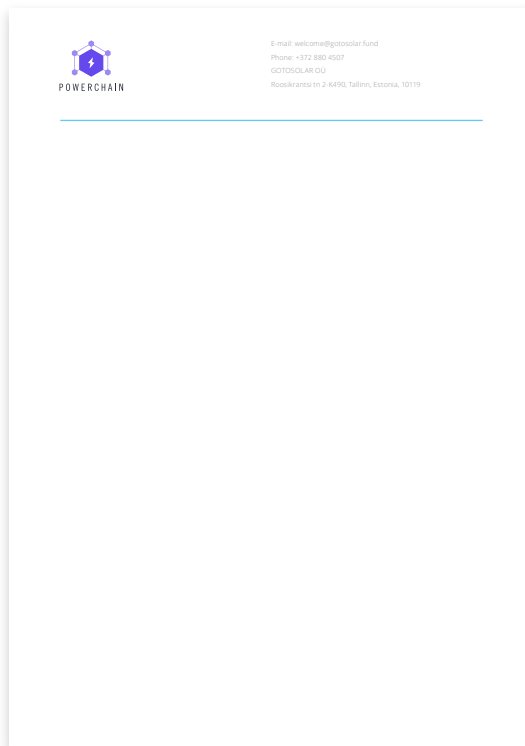 POWERCHAIN
E-mail: welcome@gotosolar.fund
Phone: +372 880 4507
GOTOSOLAR OÜ
Roosikrantsi tn 2-K490, Tallinn, Estonia, 10119